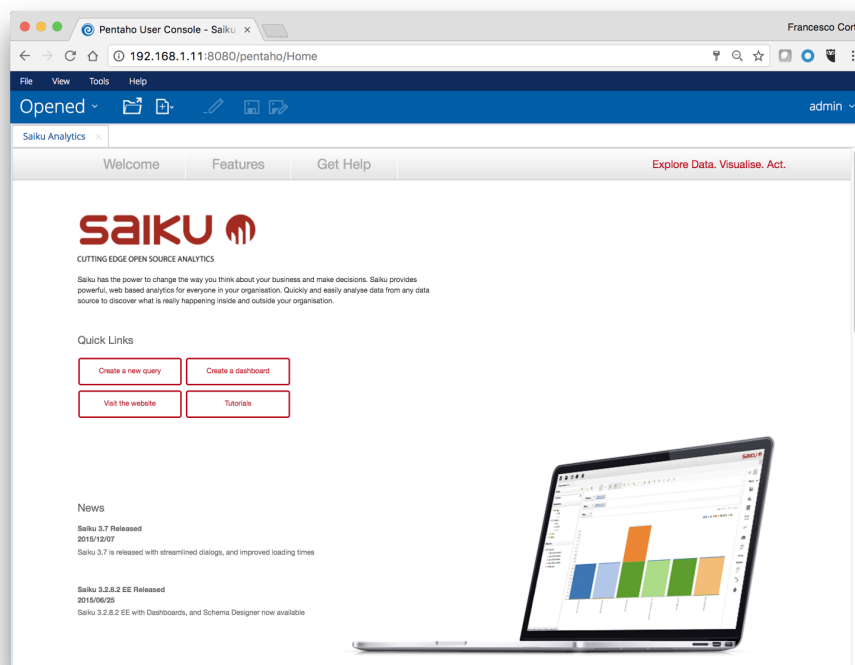 Pentaho User Console - Saiku
Francesco Cort
192.168.1.11:8080/pentaho/Home
File View Tools Help
Opened
admin
Saiku Analytics
Welcome Features Get Help
Explore Data. Visualise. Act.
saiku
CUTTING EDGE OPEN SOURCE ANALYTICS
Saiku has the power to change the way you think about your business and make decisions. Saiku provides
powerful, web based analytics for everyone in your organisation. Quickly and easily analyse data from any data
source to discover what is really happening inside and outside your organisation.
Quick Links
Create a new query Create a dashboard
Visit the website Tutorials
News
Saiku 3.7 Released
2015/12/07
Saiku 3.7 is released with streamlined dialogs, and improved loading times
Saiku 3.2.8.2 EE Released
2015/06/25
Saiku 3.2.8.2 EE with Dashboards, and Schema Designer now available
saiku